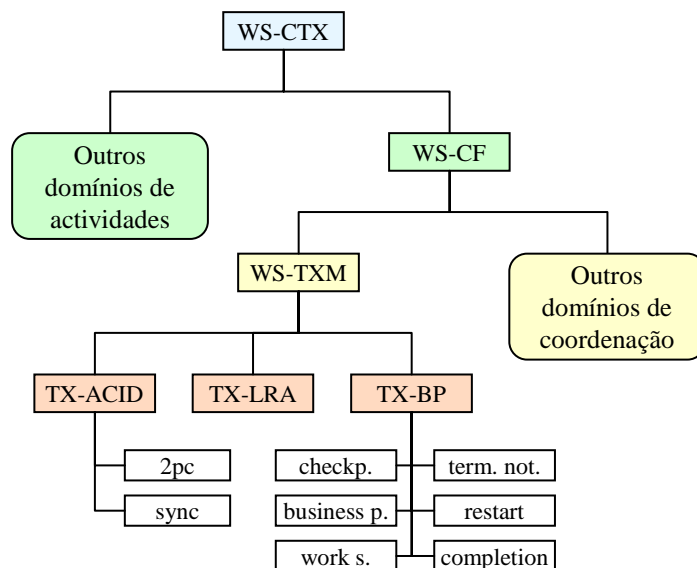 WS-CTX
Outros
domínios de
actividades
WS-CF
WS-TXM
Outros
domínios de
coordenação
TX-ACID
TX-LRA
TX-BP
2pc
checkp.
term. not.
sync
business p.
restart
work s.
completion